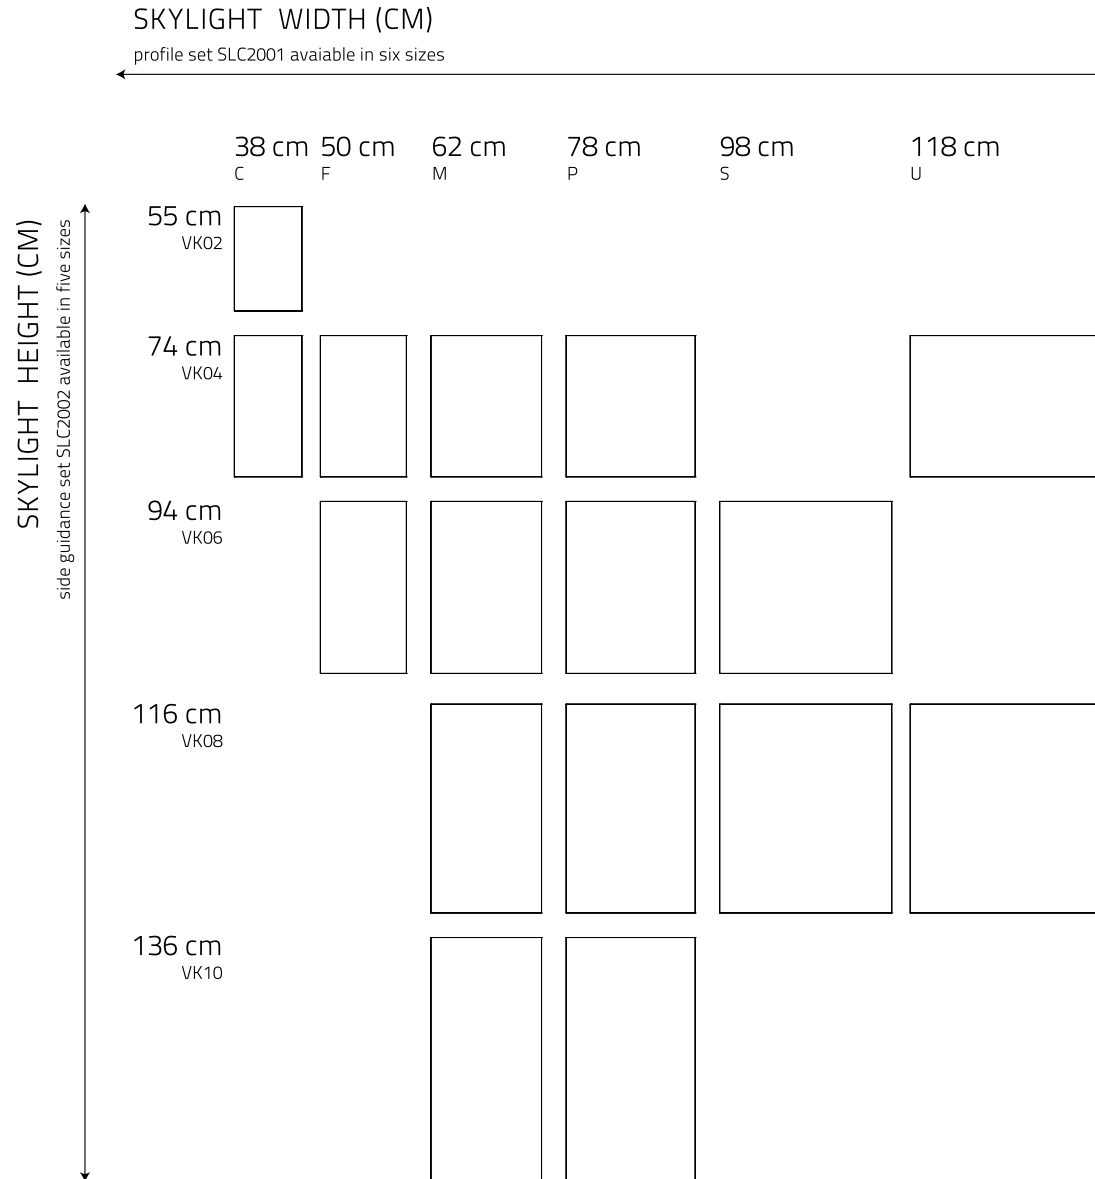 SKYLIGHT WIDTH (CM)
profile set SLC2001 avaiable in six sizes
38 cm 50 cm 62 cm 78 cm 98 cm 118 cm
C F M P S U
SKYLIGHT HEIGHT (CM)
side guidance set SLC2002 available in five sizes
55 cm
VK02
74 cm
VK04
94 cm
VK06
116 cm
VK08
136 cm
VK10